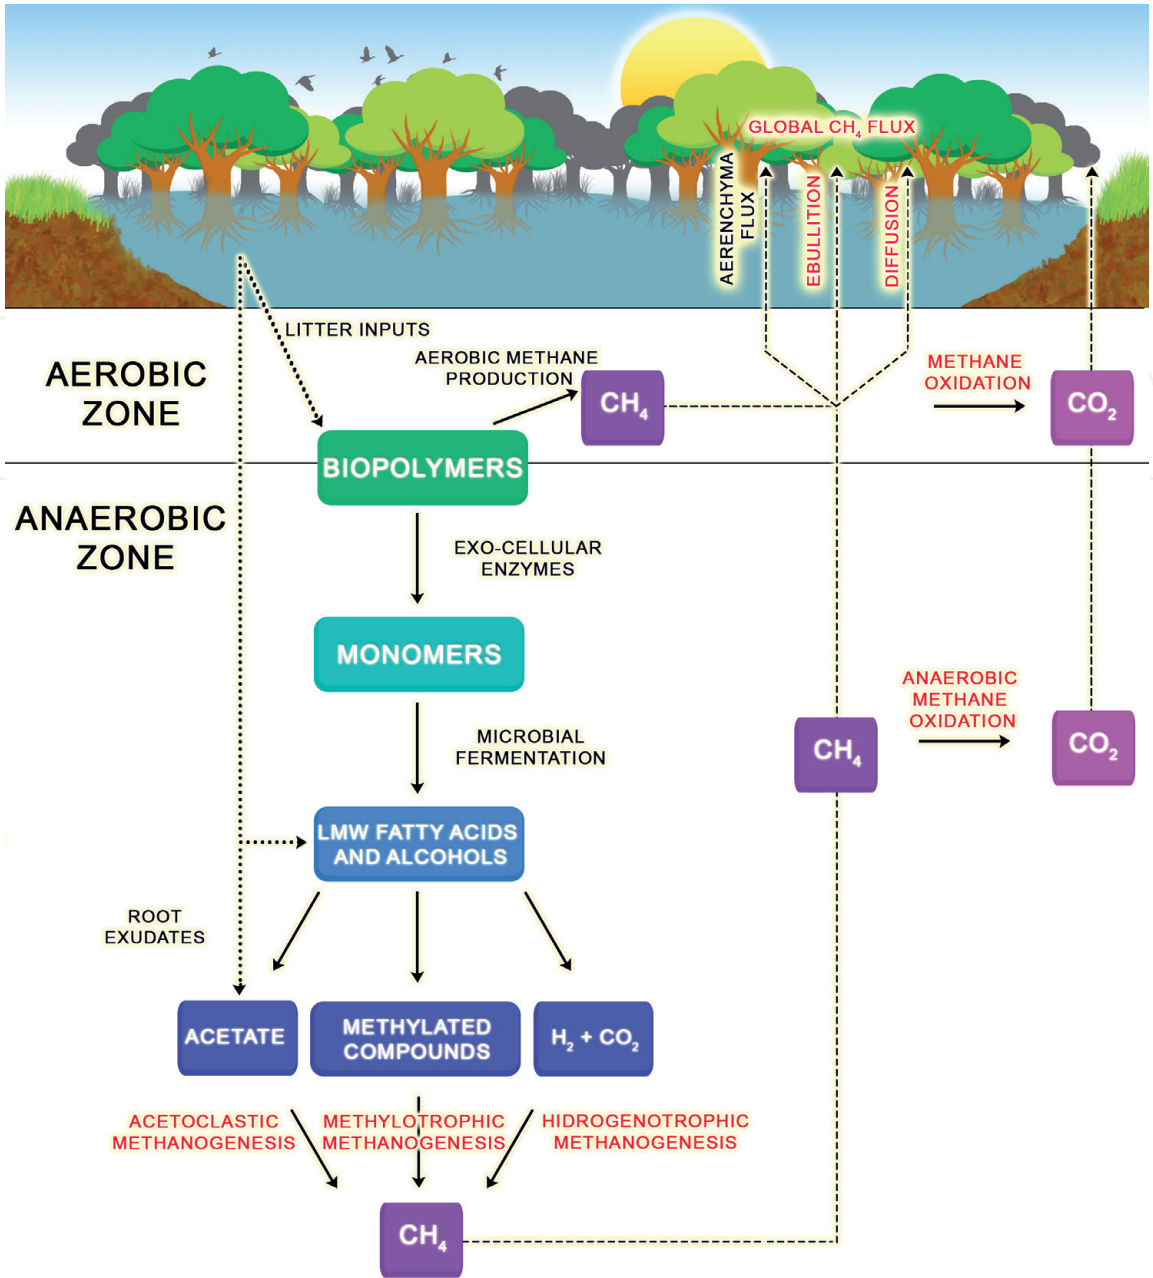 GLOBAL CH₄ FLUX
AERENCHYMA
FLUX
EBULLITION
DIFFUSION
LITTER INPUTS
AEROBIC
ZONE
AEROBIC METHANE
PRODUCTION
CH₄
METHANE
OXIDATION
CO₂
BIOPOLYMERS
ANAEROBIC
ZONE
EXO-CELLULAR
ENZYMES
MONOMERS
ANAEROBIC
METHANE
OXIDATION
CH₄
CO₂
MICROBIAL
FERMENTATION
LMW FATTY ACIDS
AND ALCOHOLS
ROOT
EXUDATES
ACETATE
METHYLATED
COMPOUNDS
H₂ + CO₂
ACETOCLASTIC
METHANOGENESIS
METHYLOTROPHIC
METHANOGENESIS
HIDROGENOTROPHIC
METHANOGENESIS
CH₄